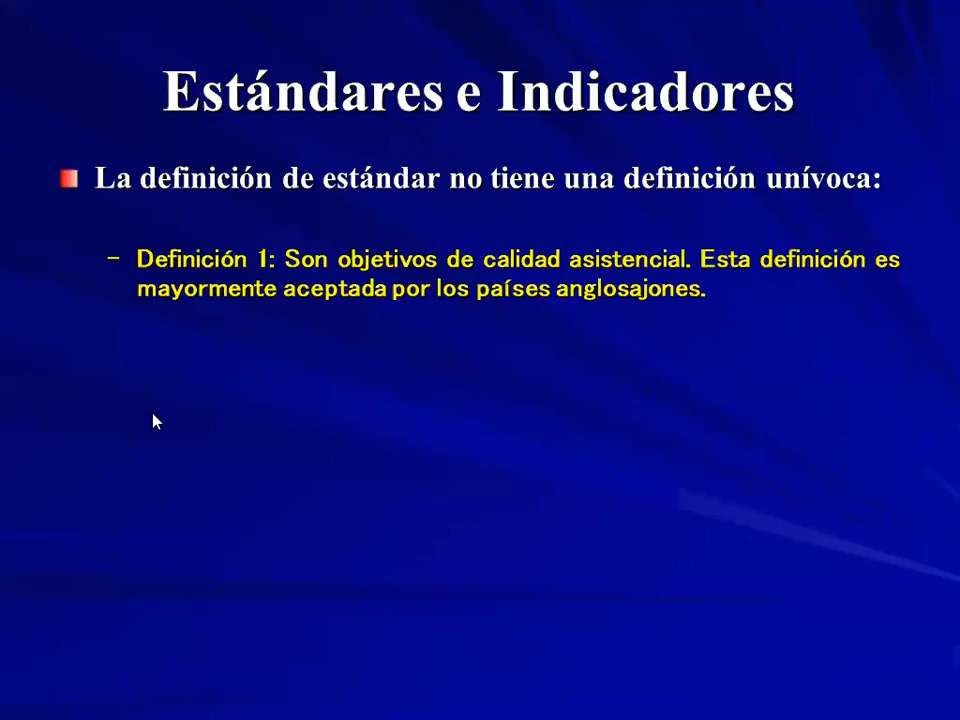 Estándares e Indicadores
La definición de estándar no tiene una definición unívoca:
– Definición 1: Son objetivos de calidad asistencial. Esta definición es
mayormente aceptada por los países anglosajones.